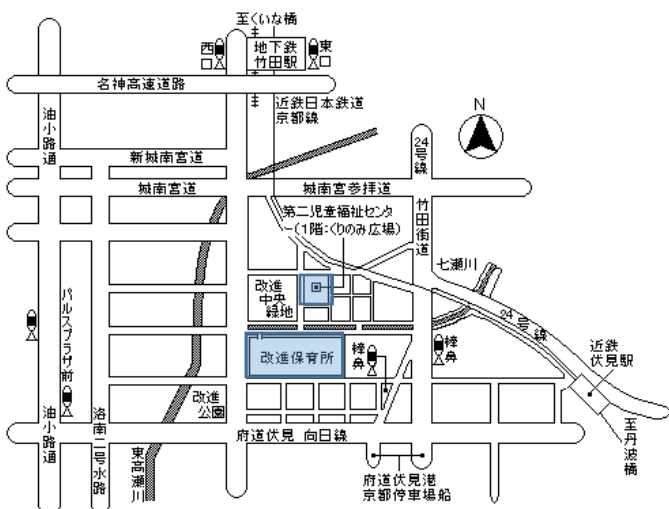 至くいな橋
西口
地下鉄
竹田駅
東口
名神高速道路
近鉄日本鉄道
京都線
N
油小路通
24号線
新城南宮道
城南宮道
城南宮参拝道
第二児童福祉センタ
ー(1階:くりのみ広場)
竹田街道
七瀬川
改進
中央
緑地
24号線
パルスプラザ前
改進保育所
棒鼻
棒鼻
近鉄
伏見駅
改進
公園
油小路通
洛南二号水路
東高瀬川
府道伏見 向日線
府道伏見港
京都停車場船
至丹波橋